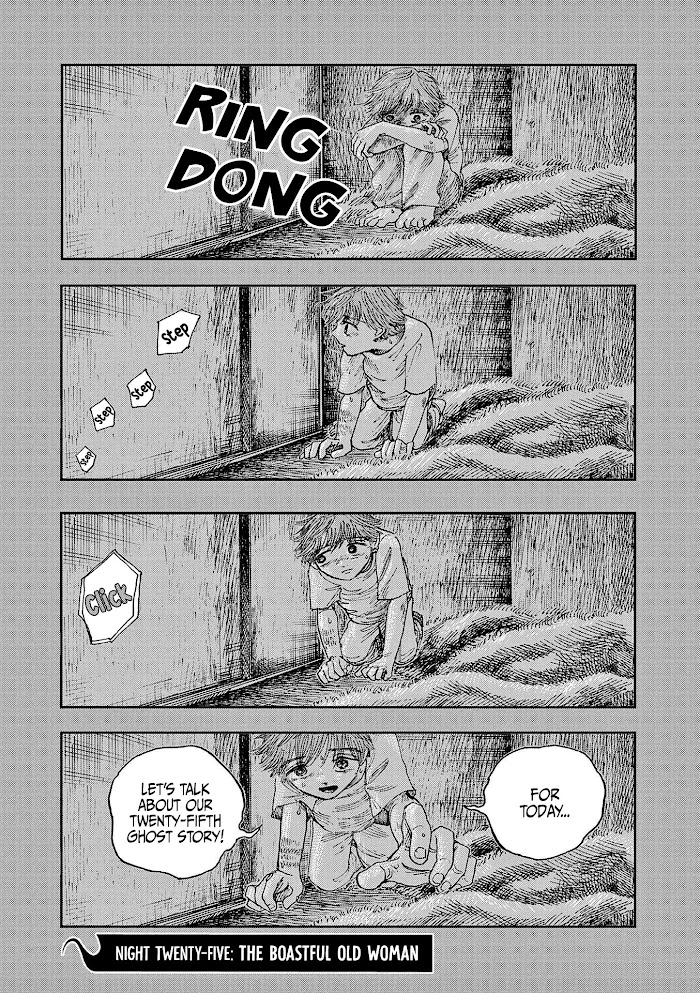 RING
DONG
Step
Step
Step
Step
Click
FOR
TODAY...
LET'S TALK
ABOUT OUR
TWENTY-FIFTH
GHOST STORY!
NIGHT TWENTY-FIVE: THE BOASTFUL OLD WOMAN